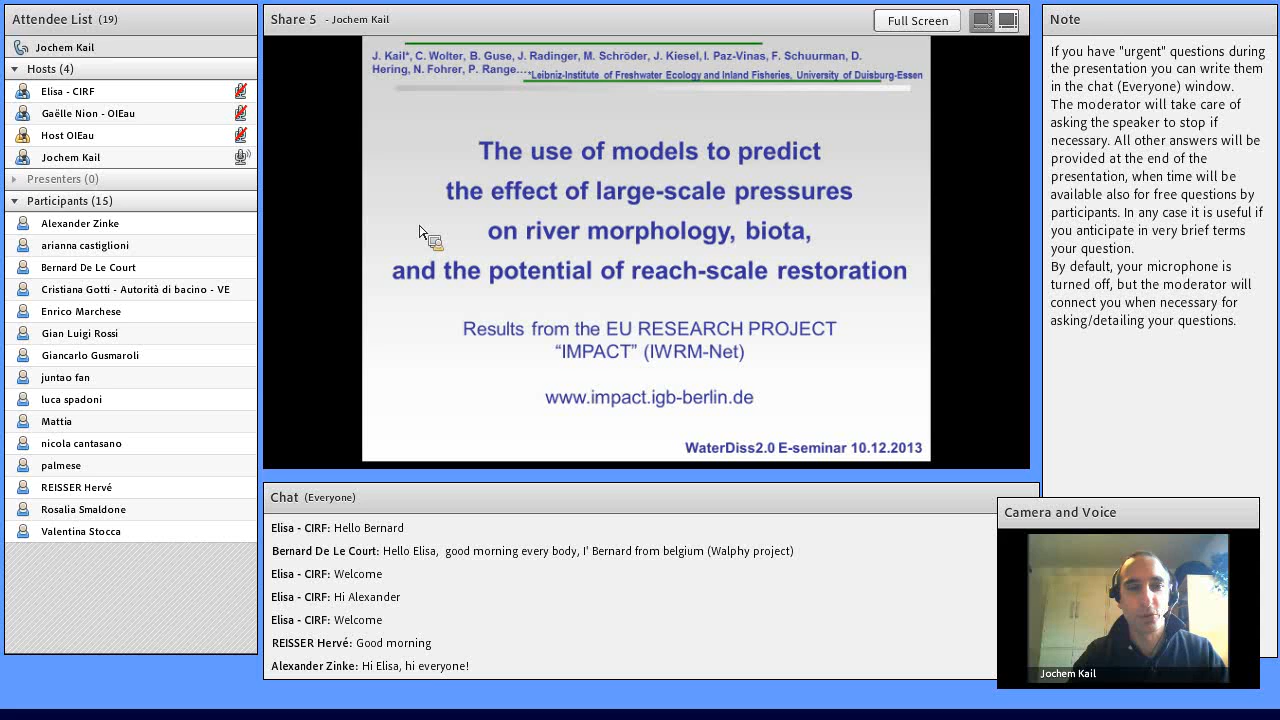 Attendee List (19)
Jochem Kail
Hosts (4)
Elisa - CIRF
Gaëlle Nion - OIEau
Host OIEau
Jochem Kail
Presenters (0)
Participants (15)
Alexander Zinke
arianna castiglioni
Bernard De Le Court
Cristiana Gotti - Autorità di bacino - VE
Enrico Marchese
Gian Luigi Rossi
Giancarlo Gusmaroli
juntao fan
luca spadoni
Mattia
nicola cantasano
palmese
REISSER Hervé
Rosalia Smaldone
Valentina Stocca
Share 5 - Jochem Kail
Full Screen
J. Kail*, C. Wolter, B. Guse, J. Radinger, M. Schröder, J. Kiesel, I. Paz-Vinas, F. Schuurman, D.
Hering, N. Fohrer, P. Range....
*Leibniz-Institute of Freshwater Ecology and Inland Fisheries, University of Duisburg-Essen
The use of models to predict
the effect of large-scale pressures
on river morphology, biota,
and the potential of reach-scale restoration
Results from the EU RESEARCH PROJECT
“IMPACT” (IWRM-Net)
www.impact.igb-berlin.de
WaterDiss2.0 E-seminar 10.12.2013
Chat (Everyone)
Elisa - CIRF: Hello Bernard
Bernard De Le Court: Hello Elisa, good morning every body, I' Bernard from belgium (Walphy project)
Elisa - CIRF: Welcome
Elisa - CIRF: Hi Alexander
Elisa - CIRF: Welcome
REISSER Hervé: Good morning
Alexander Zinke: Hi Elisa, hi everyone!
Note
If you have "urgent" questions during
the presentation you can write them
in the chat (Everyone) window.
The moderator will take care of
asking the speaker to stop if
necessary. All other answers will be
provided at the end of the
presentation, when time will be
available also for free questions by
participants. In any case it is useful if
you anticipate in very brief terms
your question.
By default, your microphone is
turned off, but the moderator will
connect you when necessary for
asking/detailing your questions.
Camera and Voice
Jochem Kail